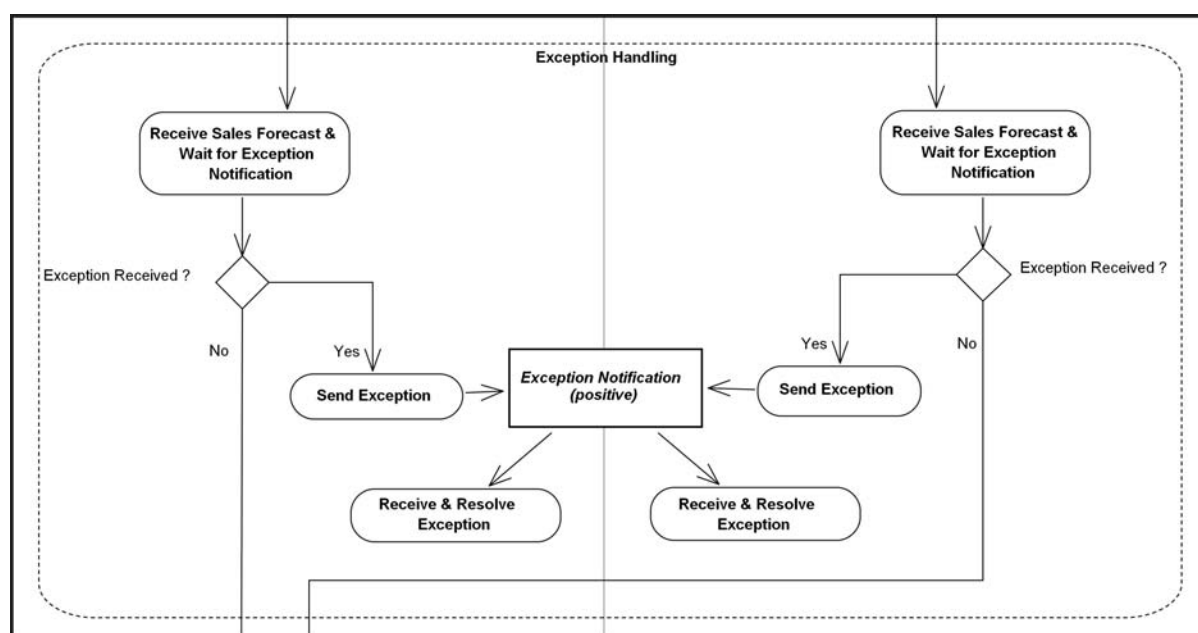 Exception Handling
Receive Sales Forecast &
Wait for Exception
Notification
Receive Sales Forecast &
Wait for Exception
Notification
Exception Received ?
Exception Received ?
No
Yes
Yes
No
Send Exception
Exception Notification
(positive)
Send Exception
Receive & Resolve
Exception
Receive & Resolve
Exception